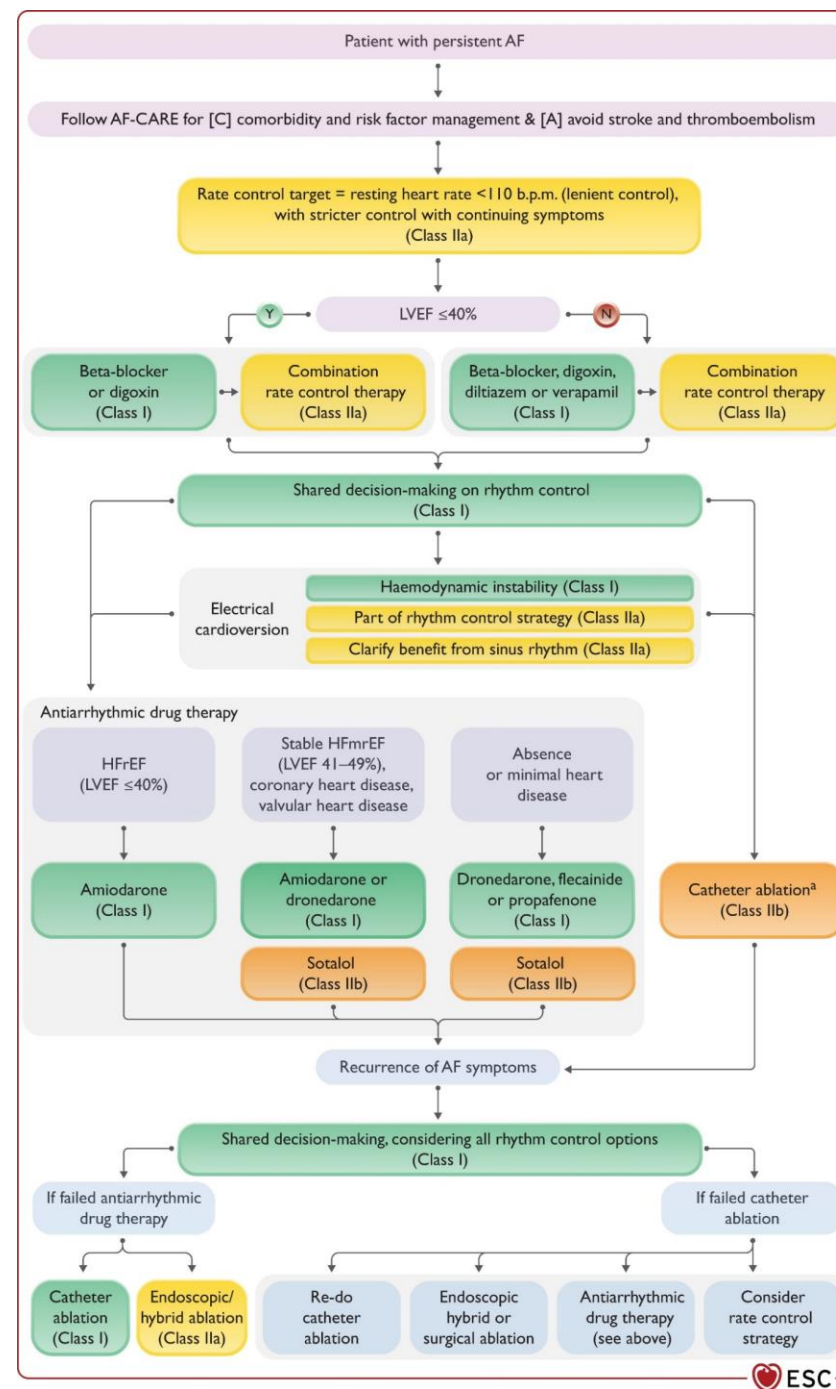 Patient with persistent AF
Follow AF-CARE for [C] comorbidity and risk factor management & [A] avoid stroke and thromboembolism
Rate control target = resting heart rate <110 b.p.m. (lenient control),
with stricter control with continuing symptoms
(Class IIa)
Y
LVEF ≤40%
N
Beta-blocker
or digoxin
(Class I)
Combination
rate control therapy
(Class IIa)
Beta-blocker, digoxin,
diltiazem or verapamil
(Class I)
Combination
rate control therapy
(Class IIa)
Shared decision-making on rhythm control
(Class I)
Electrical
cardioversion
Haemodynamic instability (Class I)
Part of rhythm control strategy (Class IIa)
Clarify benefit from sinus rhythm (Class IIa)
Antiarrhythmic drug therapy
HFrEF
(LVEF ≤40%)
Stable HFmrEF
(LVEF 41–49%),
coronary heart disease,
valvular heart disease
Absence
or minimal heart
disease
Amiodarone
(Class I)
Amiodarone or
dronedarone
(Class I)
Dronedarone, flecainide
or propafenone
(Class I)
Catheter ablationᵃ
(Class IIb)
Sotalol
(Class IIb)
Sotalol
(Class IIb)
Recurrence of AF symptoms
Shared decision-making, considering all rhythm control options
(Class I)
If failed antiarrhythmic
drug therapy
If failed catheter
ablation
Catheter
ablation
(Class I)
Endoscopic/
hybrid ablation
(Class IIa)
Re-do
catheter
ablation
Endoscopic
hybrid or
surgical ablation
Antiarrhythmic
drug therapy
(see above)
Consider
rate control
strategy
ESC